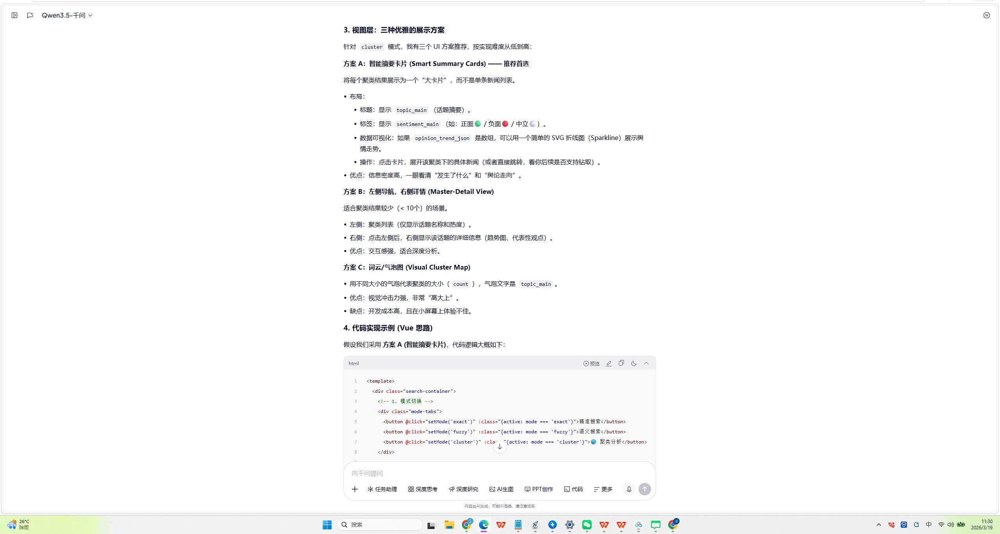 Qwen3.5-千问
3. 视图层：三种优雅的展示方案
针对 cluster 模式，我有三个 UI 方案推荐，按实现难度从低到高：
方案 A：智能摘要卡片 (Smart Summary Cards) —— 推荐首选
将每个聚类结果展示为一个“大卡片”，而不是单条新闻列表。
• 布局：
• 标题：显示 topic_main （话题摘要）。
• 标签：显示 sentiment_main （如：正面🟢 / 负面🔴 / 中立⚪）。
• 数据可视化：如果 opinion_trend_json 是数组，可以用一个简单的 SVG 折线图（Sparkline）展示舆
情走势。
• 操作：点击卡片，展开该聚类下的具体新闻（或者直接跳转，看你后续是否支持钻取）。
• 优点：信息密度高，一眼看清“发生了什么”和“舆论走向”。
方案 B：左侧导航，右侧详情 (Master-Detail View)
适合聚类结果较少（< 10个）的场景。
• 左侧：聚类列表（仅显示话题名称和热度）。
• 右侧：点击左侧后，右侧显示该话题的详细信息（趋势图、代表性观点）。
• 优点：交互感强，适合深度分析。
方案 C：词云/气泡图 (Visual Cluster Map)
• 用不同大小的气泡代表聚类的大小（ count ），气泡文字是 topic_main 。
• 优点：视觉冲击力强，非常“高大上”。
• 缺点：开发成本高，且在小屏幕上体验不佳。
4. 代码实现示例 (Vue 思路)
假设我们采用 方案 A (智能摘要卡片)，代码逻辑大概如下：
html 预览
1 <template>
2 <div class="search-container">
3 <!-- 1. 模式切换 -->
4 <div class="mode-tabs">
5 <button @click="setMode('exact')" :class="{active: mode === 'exact'}">精准搜索</button>
6 <button @click="setMode('fuzzy')" :class="{active: mode === 'fuzzy'}">语义搜索</button>
7 <button @click="setMode('cluster')" :clas "{active: mode === 'cluster'}">🌏 聚类分析</button>
8 </div>
向千问提问
任务助理 深度思考 深度研究 AI生图 PPT创作 代码 更多
内容由AI生成，可能不准确，请注意核实
26°C
阵雨
搜索
中
11:30
2026/3/19